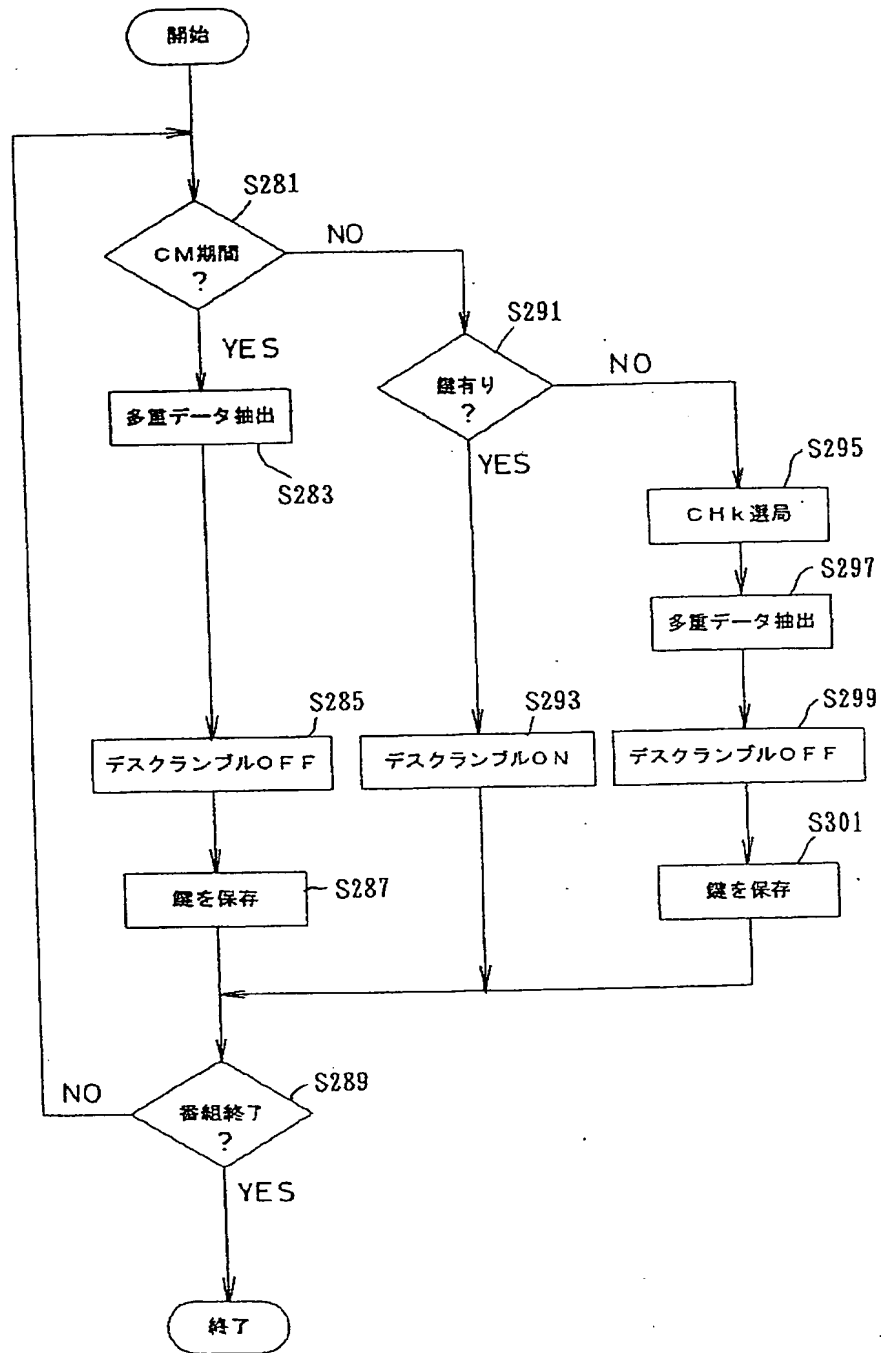 開始
S281
CM期間
?
NO
YES
S291
鍵有り
?
NO
YES
多重データ抽出
S283
S295
CHk選局
S297
多重データ抽出
S285
デスクランブルOFF
S293
デスクランブルON
S299
デスクランブルOFF
鍵を保存
S287
S301
鍵を保存
S289
番組終了
?
NO
YES
終了